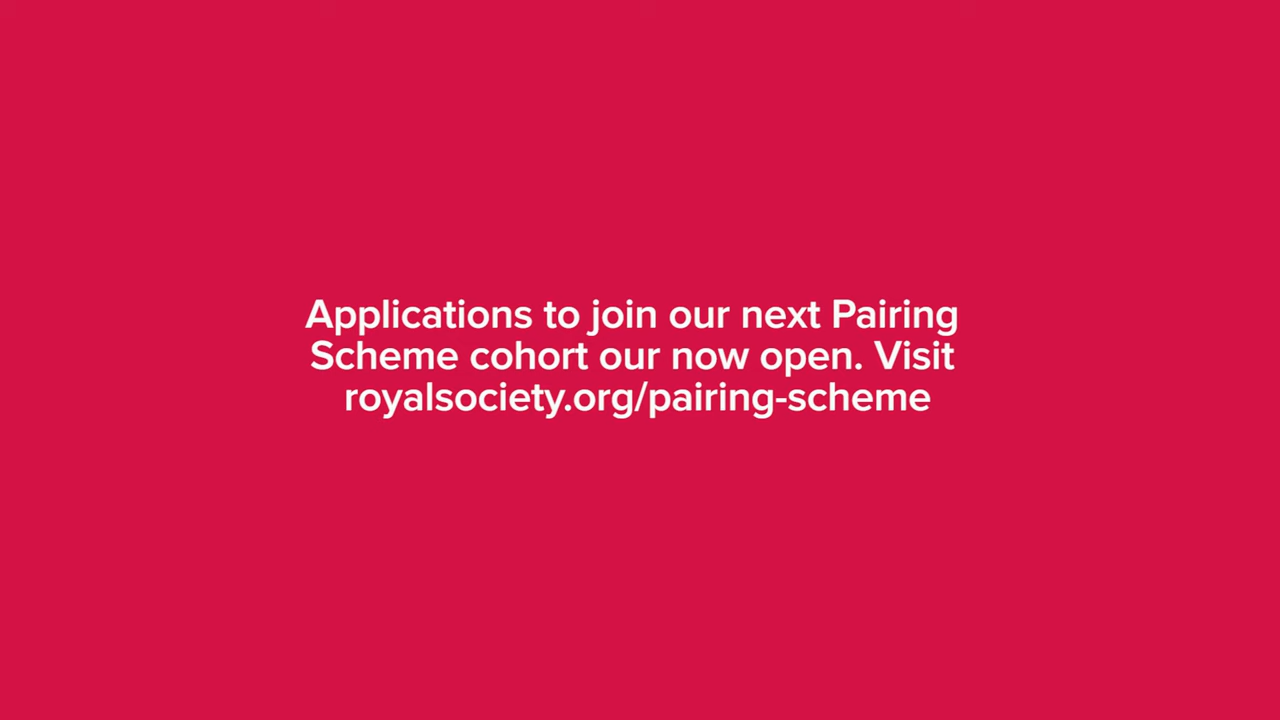 Applications to join our next Pairing
Scheme cohort our now open. Visit
royalsociety.org/pairing-scheme